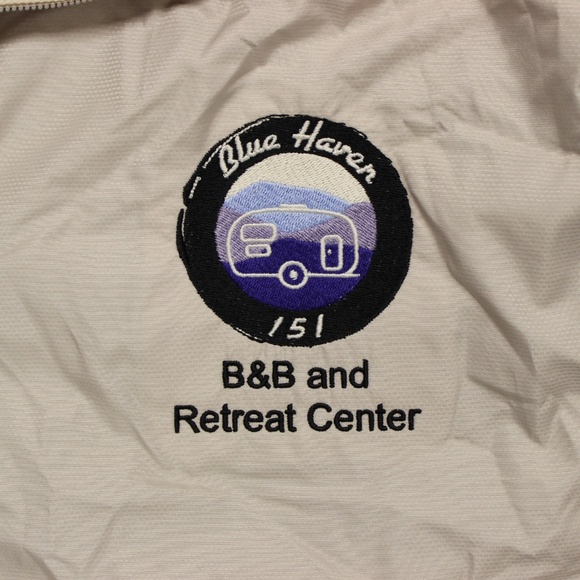 Blue Haven
151
B&B and
Retreat Center